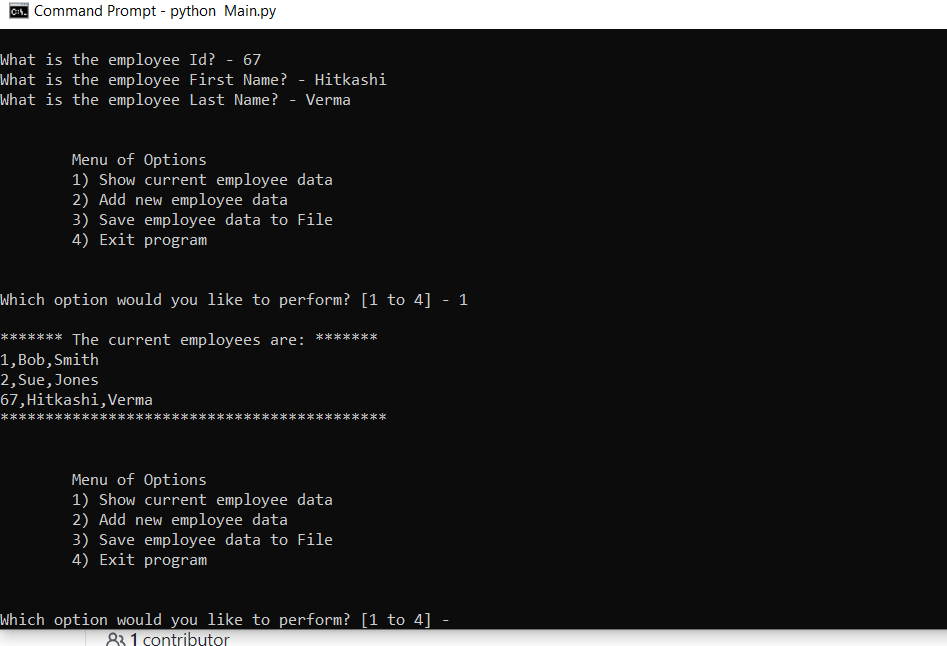 Command Prompt - python  Main.py
What is the employee Id? - 67
What is the employee First Name? - Hitkashi
What is the employee Last Name? - Verma
Menu of Options
1) Show current employee data
2) Add new employee data
3) Save employee data to File
4) Exit program
Which option would you like to perform? [1 to 4] - 1
******* The current employees are: *******
1,Bob,Smith
2,Sue,Jones
67,Hitkashi,Verma
*******************************************
Menu of Options
1) Show current employee data
2) Add new employee data
3) Save employee data to File
4) Exit program
Which option would you like to perform? [1 to 4] -
1 contributor